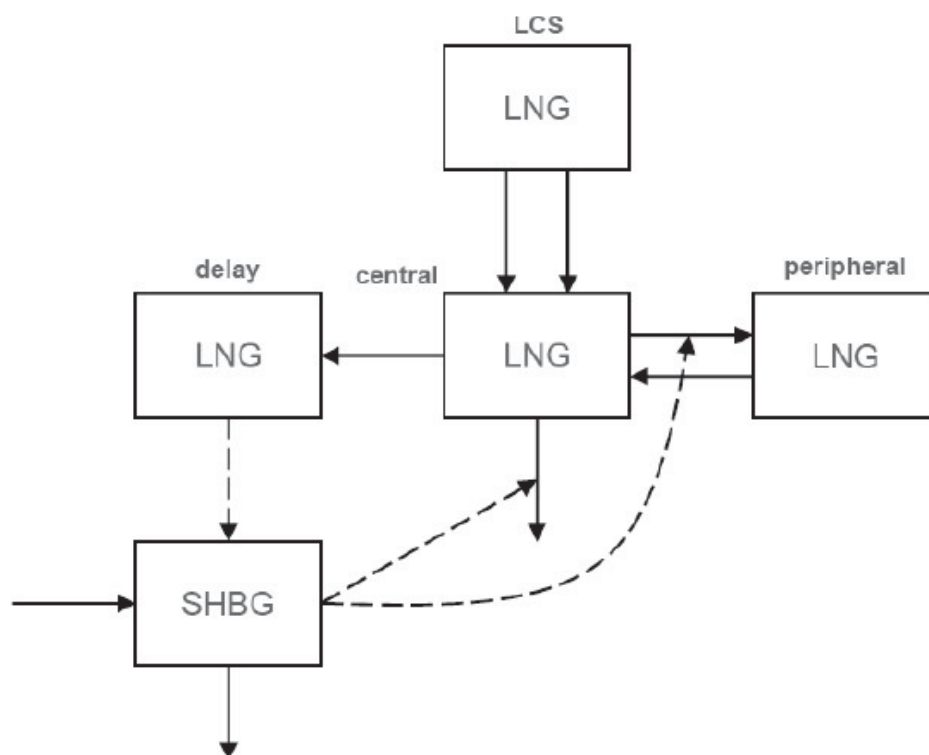 LCS
LNG
delay
central
peripheral
LNG
LNG
LNG
SHBG